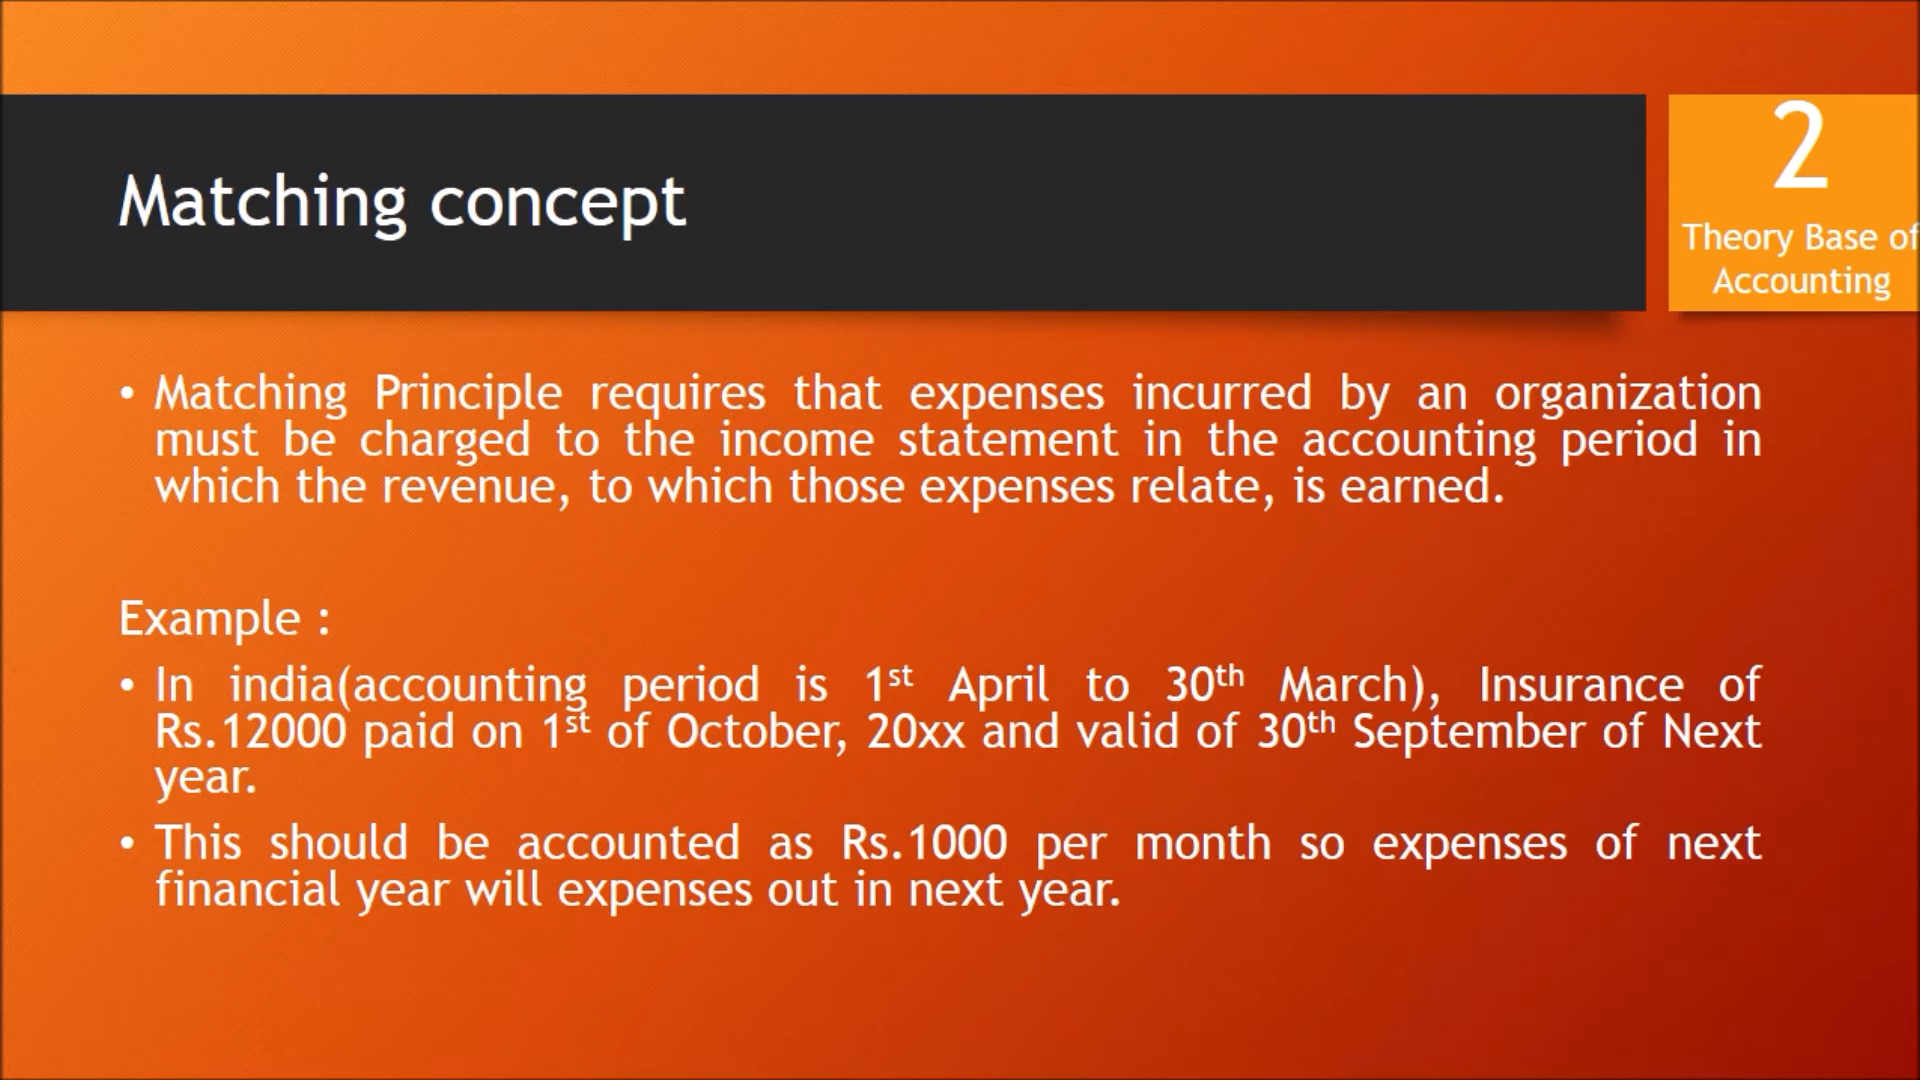 Matching concept
2
Theory Base of
Accounting
• Matching Principle requires that expenses incurred by an organization
must be charged to the income statement in the accounting period in
which the revenue, to which those expenses relate, is earned.
Example :
• In india(accounting period is 1st April to 30th March), Insurance of
Rs.12000 paid on 1st of October, 20xx and valid of 30th September of Next
year.
• This should be accounted as Rs.1000 per month so expenses of next
financial year will expenses out in next year.